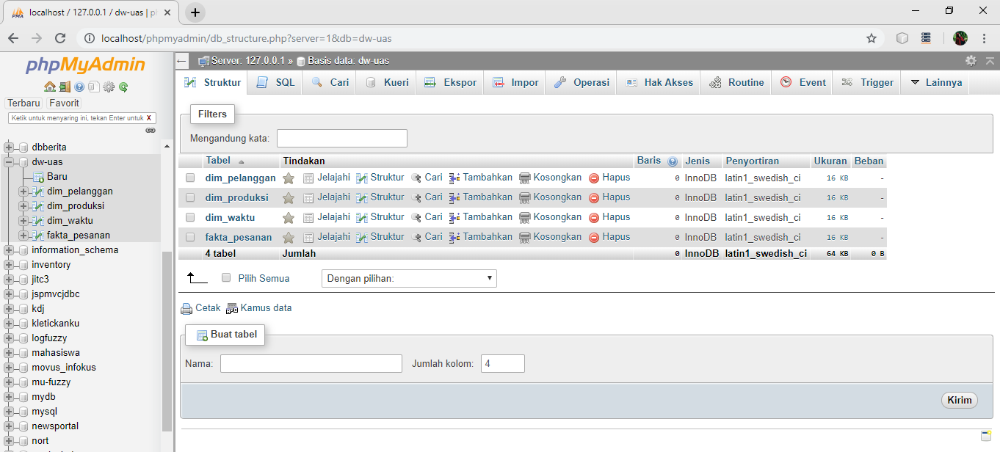 localhost / 127.0.0.1 / dw-uas | ph
localhost/phpmyadmin/db_structure.php?server=1&db=dw-uas
phpMyAdmin
Terbaru Favorit
Ketik untuk menyaring ini, tekan Enter untuk X
dbberita
dw-uas
Baru
dim_pelanggan
dim_produksi
dim_waktu
fakta_pesanan
information_schema
inventory
jitc3
jspmvcjdbc
kdj
kletickanku
logfuzzy
mahasiswa
movus_infokus
mu-fuzzy
mydb
mysql
newsportal
nort
Server: 127.0.0.1 » Basis data: dw-uas
Struktur SQL Cari Kueri Ekspor Impor Operasi Hak Akses Routine Event Trigger Lainnya
Filters
Mengandung kata:
Tabel Tindakan Baris Jenis Penyortiran Ukuran Beban
dim_pelanggan Jelajahi Struktur Cari Tambahkan Kosongkan Hapus 0 InnoDB latin1_swedish_ci 16 KB -
dim_produksi Jelajahi Struktur Cari Tambahkan Kosongkan Hapus 0 InnoDB latin1_swedish_ci 16 KB -
dim_waktu Jelajahi Struktur Cari Tambahkan Kosongkan Hapus 0 InnoDB latin1_swedish_ci 16 KB -
fakta_pesanan Jelajahi Struktur Cari Tambahkan Kosongkan Hapus 0 InnoDB latin1_swedish_ci 16 KB -
4 tabel Jumlah 0 InnoDB latin1_swedish_ci 64 KB 0 B
Pilih Semua Dengan pilihan:
Cetak Kamus data
Buat tabel
Nama: Jumlah kolom: 4
Kirim